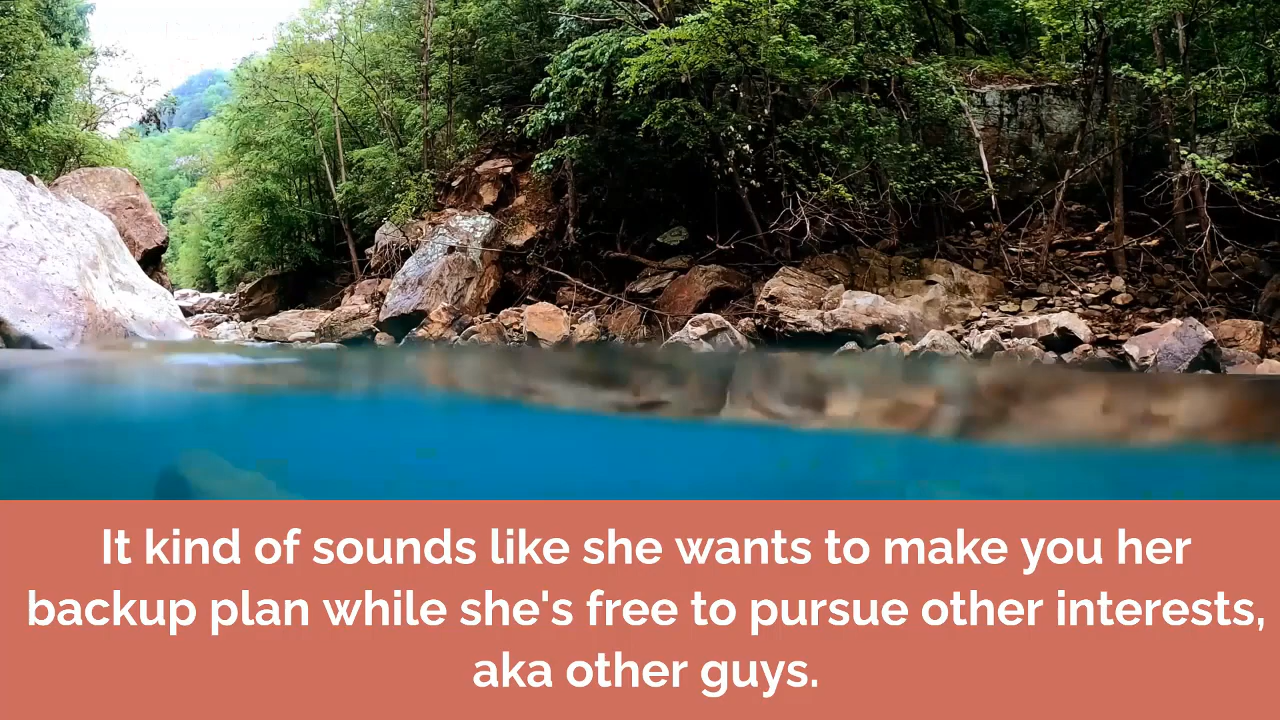 It kind of sounds like she wants to make you her
backup plan while she's free to pursue other interests,
aka other guys.